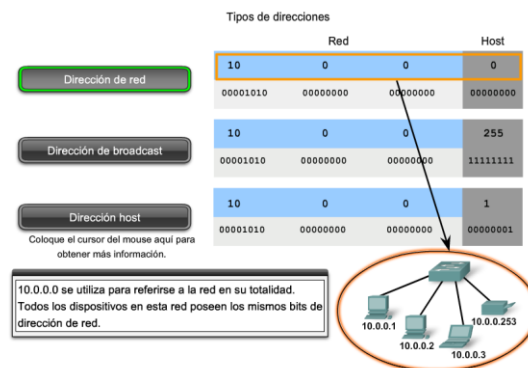 Tipos de direcciones
Red Host
Dirección de red
10 0 0 0
00001010 00000000 00000000 00000000
Dirección de broadcast
10 0 0 255
00001010 00000000 00000000 11111111
Dirección host
10 0 0 1
00001010 00000000 00000000 00000001
Coloque el cursor del mouse aquí para
obtener más información.
10.0.0.0 se utiliza para referirse a la red en su totalidad.
Todos los dispositivos en esta red poseen los mismos bits de
dirección de red.
10.0.0.1
10.0.0.2
10.0.0.3
10.0.0.253